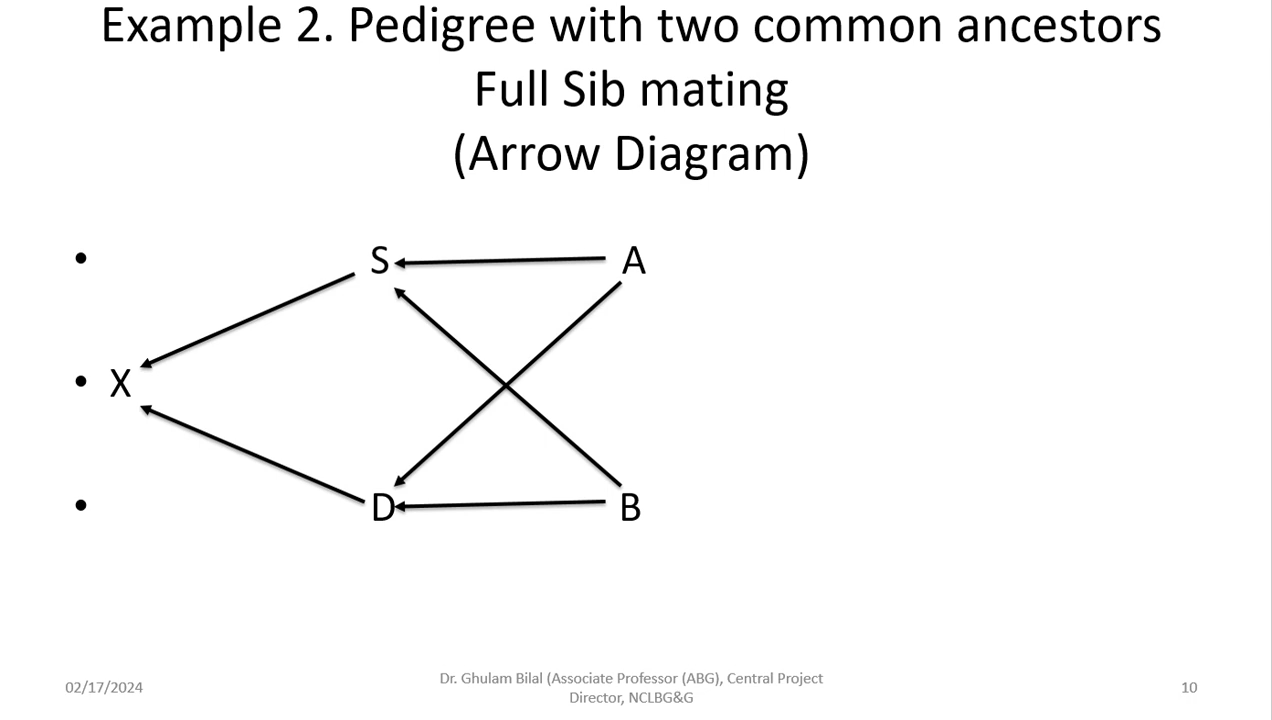 Example 2. Pedigree with two common ancestors
Full Sib mating
(Arrow Diagram)
• S A
• X
• D B
02/17/2024
Dr. Ghulam Bilal (Associate Professor (ABG), Central Project
Director, NCLBG&G
10